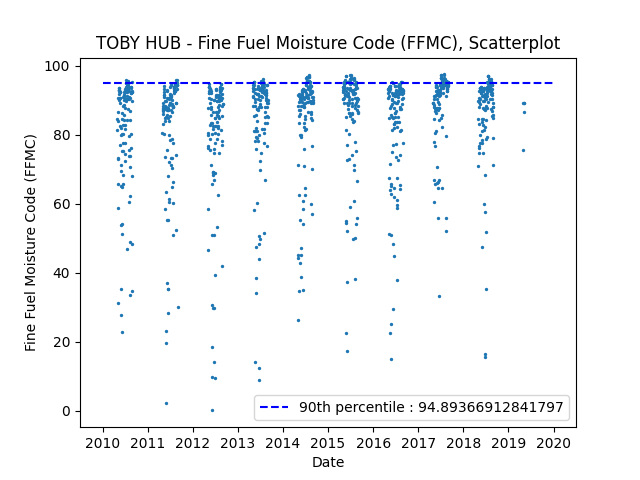 TOBY HUB - Fine Fuel Moisture Code (FFMC), Scatterplot
Fine Fuel Moisture Code (FFMC)
100
80
60
40
20
0
90th percentile : 94.89366912841797
2010 2011 2012 2013 2014 2015 2016 2017 2018 2019 2020
Date